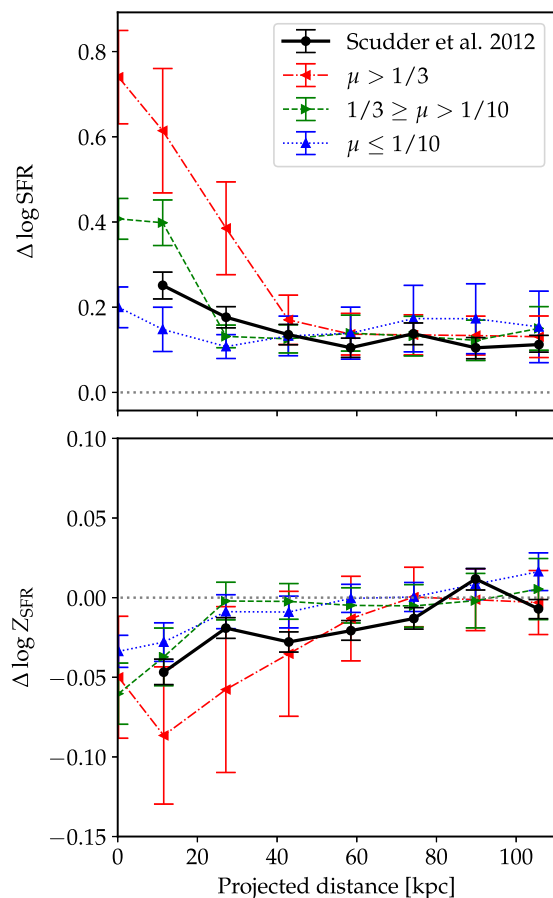 Δ log SFR
0.8
0.6
0.4
0.2
0.0
Scudder et al. 2012
μ > 1/3
1/3 ≥ μ > 1/10
μ ≤ 1/10
Δ log Z_SFR
0.10
0.05
0.00
−0.05
−0.10
−0.15
0 20 40 60 80 100
Projected distance [kpc]